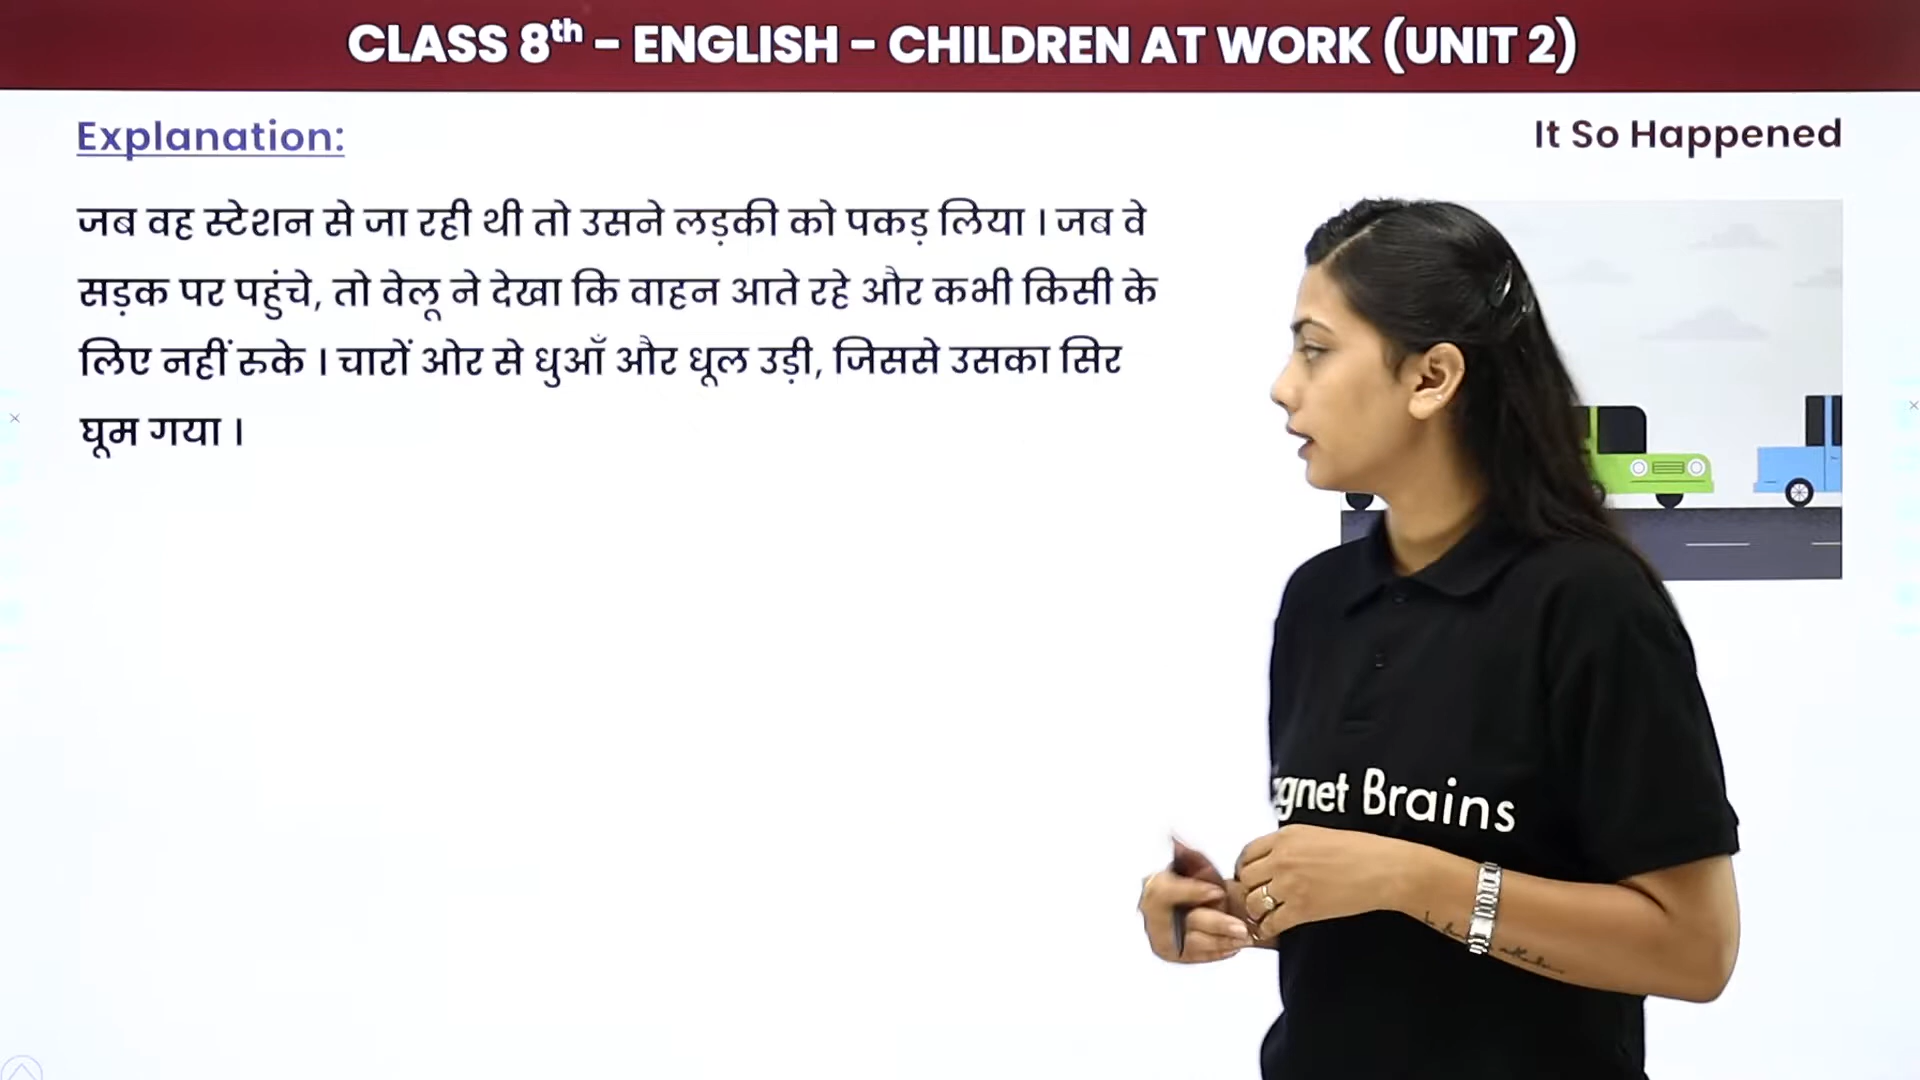 CLASS 8th – ENGLISH – CHILDREN AT WORK (UNIT 2)
Explanation:
It So Happened
जब वह स्टेशन से जा रही थी तो उसने लड़की को पकड़ लिया । जब वे
सड़क पर पहुंचे, तो वेलू ने देखा कि वाहन आते रहे और कभी किसी के
लिए नहीं रुके । चारों ओर से धुआँ और धूल उड़ी, जिससे उसका सिर
घूम गया ।
gnet Brains